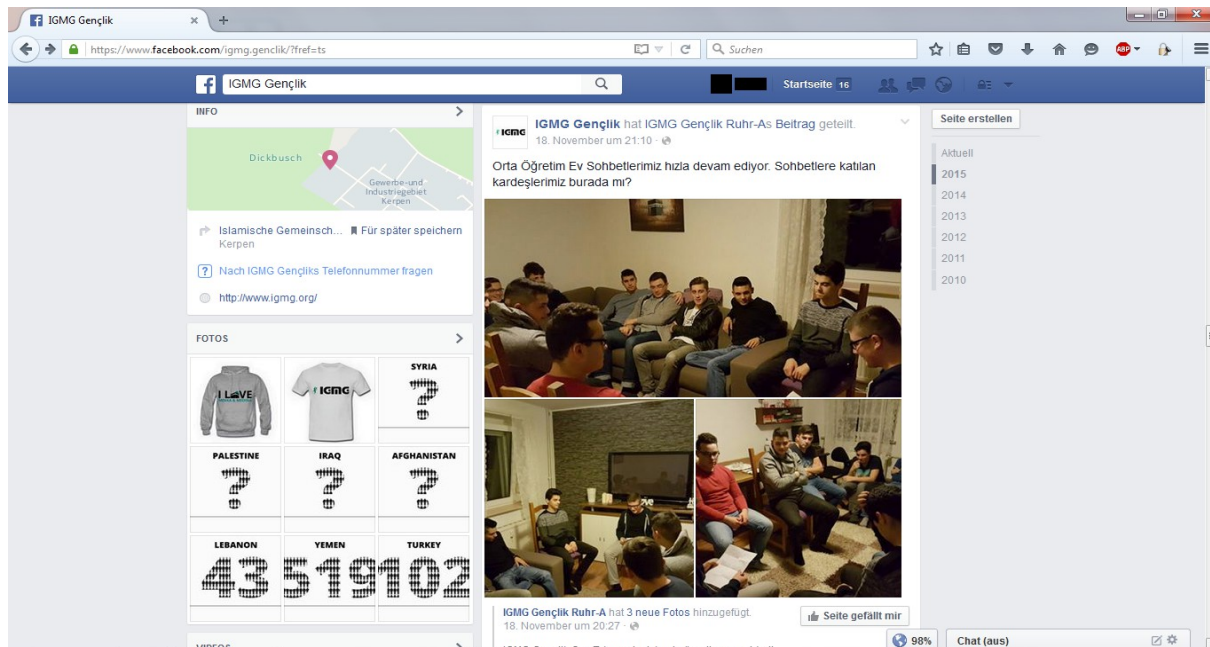 IGMG Gençlik
https://www.facebook.com/igmg.genclik/?fref=ts
Suchen
ABP
IGMG Gençlik
Startseite 16
INFO
Dickbusch
Gewerbe-und
Industriegebiet
Kerpen
Islamische Gemeinsch... Für später speichern
Kerpen
? Nach IGMG Gençliks Telefonnummer fragen
http://www.igmg.org/
FOTOS
I LOVE
IGMG
SYRIA
?
PALESTINE
IRAQ
AFGHANISTAN
?
?
?
LEBANON
YEMEN
TURKEY
43
519
102
IGMG
IGMG Gençlik hat IGMG Gençlik Ruhr-As Beitrag geteilt.
18. November um 21:10 ·
Orta Öğretim Ev Sohbetlerimiz hızla devam ediyor. Sohbetlere katılan
kardeşlerimiz burada mı?
IGMG Gençlik Ruhr-A hat 3 neue Fotos hinzugefügt.
18. November um 20:27 ·
Seite gefällt mir
Seite erstellen
Aktuell
2015
2014
2013
2012
2011
2010
98%
Chat (aus)